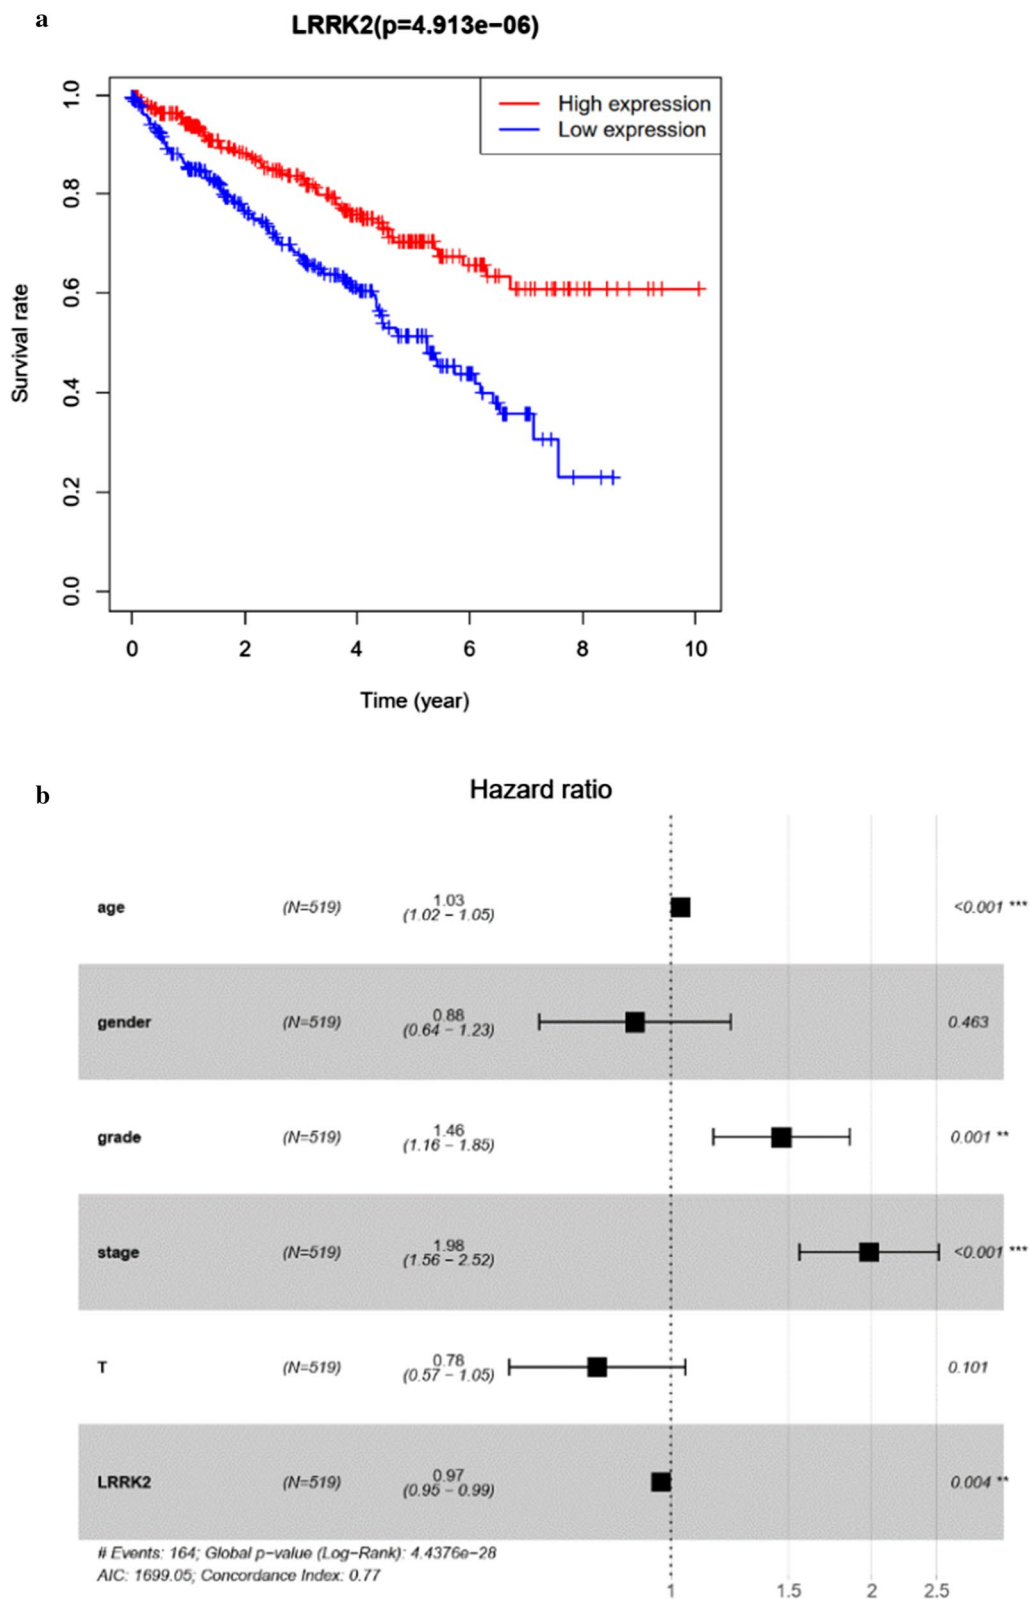 a
LRRK2(p=4.913e−06)
High expression
Low expression
1.0
0.8
0.6
0.4
0.2
0.0
Survival rate
0 2 4 6 8 10
Time (year)
b
Hazard ratio
age (N=519) 1.03 (1.02 − 1.05) <0.001 ***
gender (N=519) 0.88 (0.64 − 1.23) 0.463
grade (N=519) 1.46 (1.16 − 1.85) 0.001 **
stage (N=519) 1.98 (1.56 − 2.52) <0.001 ***
T (N=519) 0.78 (0.57 − 1.05) 0.101
LRRK2 (N=519) 0.97 (0.95 − 0.99) 0.004 **
# Events: 164; Global p−value (Log−Rank): 4.4376e−28
AIC: 1699.05; Concordance Index: 0.77
1 1.5 2 2.5